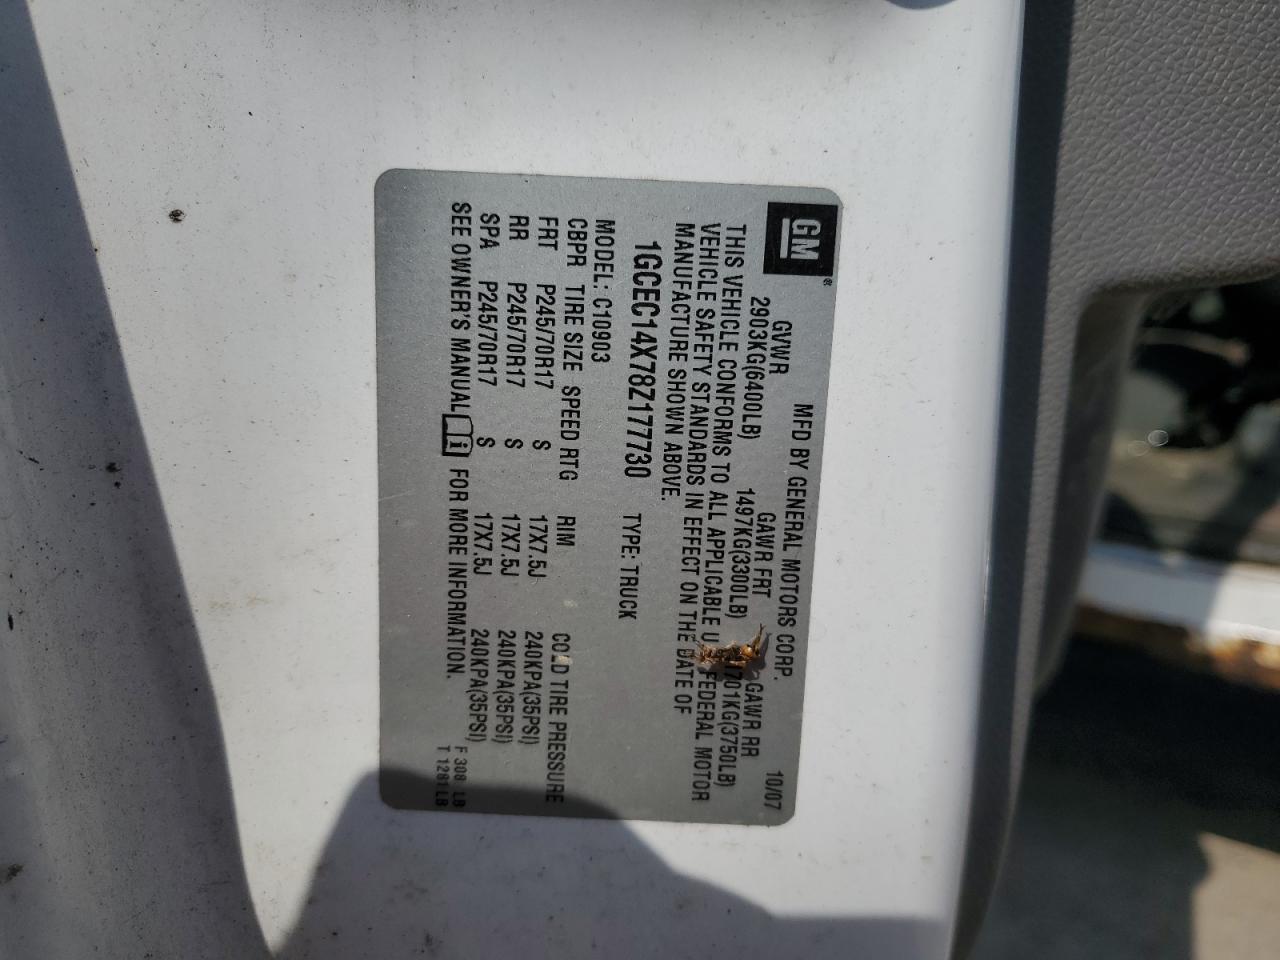 GM®
MFD BY GENERAL MOTORS CORP. 10/07
GVWR GAWR FRT GAWR RR
2903KG(6400LB) 1497KG(3300LB) 1701KG(3750LB)
THIS VEHICLE CONFORMS TO ALL APPLICABLE U FEDERAL MOTOR
VEHICLE SAFETY STANDARDS IN EFFECT ON THE DATE OF
MANUFACTURE SHOWN ABOVE.
1GCEC14X78Z177730 TYPE: TRUCK
MODEL: C10903
CBPR TIRE SIZE SPEED RTG RIM COLD TIRE PRESSURE
FRT P245/70R17 S 17X7.5J 240KPA(35PSI)
RR P245/70R17 S 17X7.5J 240KPA(35PSI)
SPA P245/70R17 S 17X7.5J 240KPA(35PSI)
SEE OWNER'S MANUAL i FOR MORE INFORMATION.
F 308 LB
T 1281LB